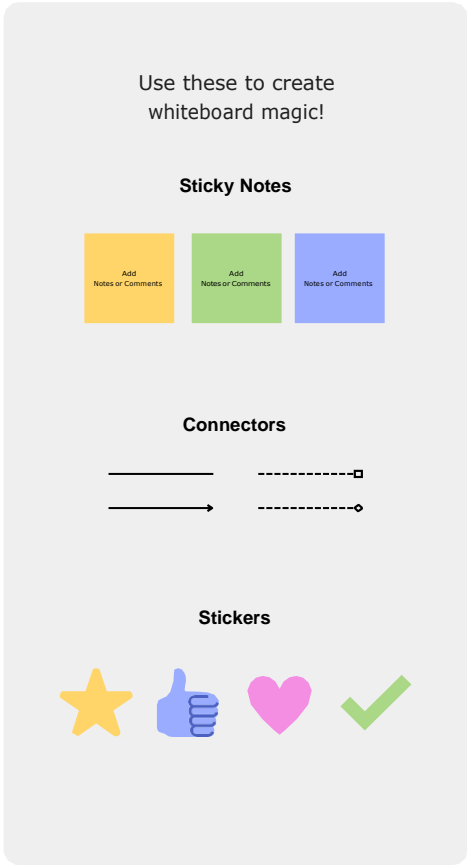 Use these to create
whiteboard magic!
Sticky Notes
Add
Notes or Comments
Add
Notes or Comments
Add
Notes or Comments
Connectors
Stickers